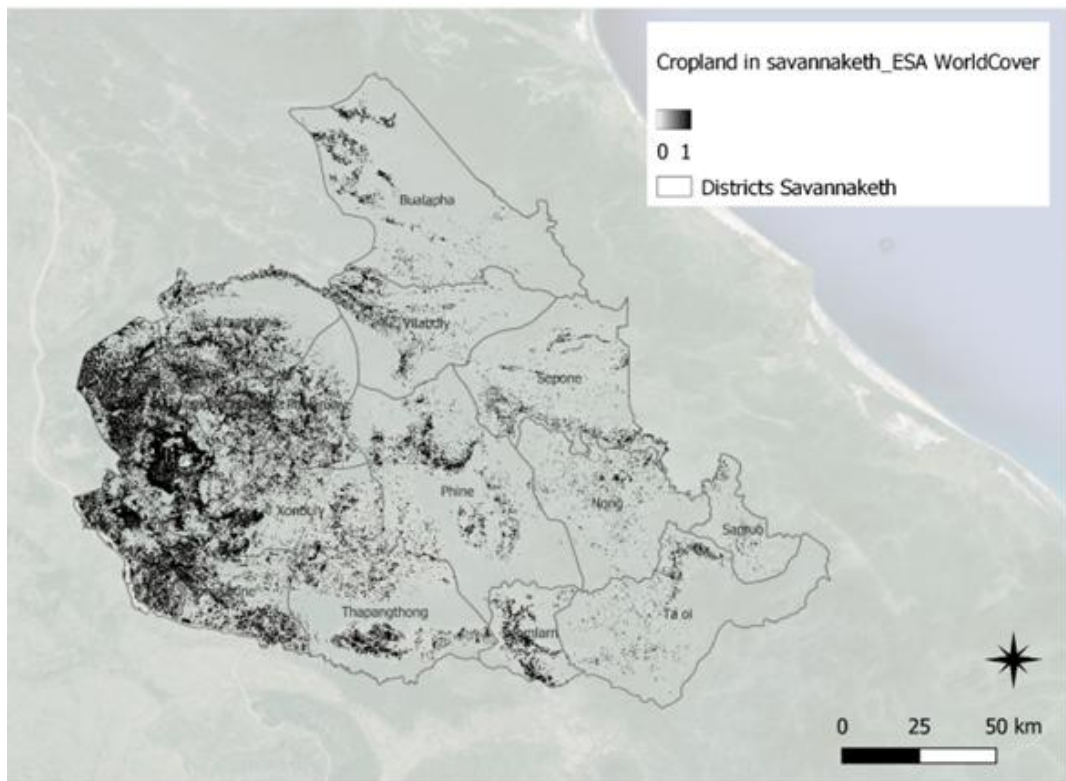 Cropland in savannaketh_ESA WorldCover
0 1
Districts Savannaketh
Bualapha
Vilabuly
Sepone
Phine
Nong
Xonbuly
Thapangthong
Ta oi
0 25 50 km